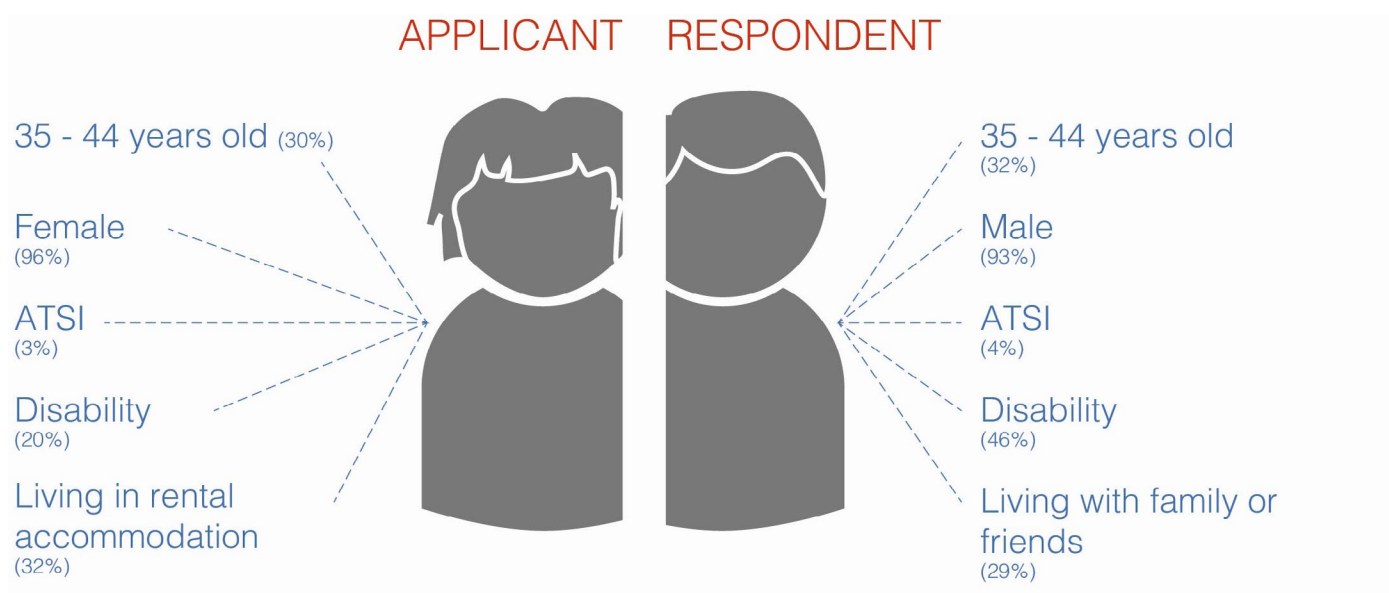 APPLICANT RESPONDENT
35 - 44 years old (30%)
Female
(96%)
ATSI
(3%)
Disability
(20%)
Living in rental
accommodation
(32%)
35 - 44 years old
(32%)
Male
(93%)
ATSI
(4%)
Disability
(46%)
Living with family or
friends
(29%)